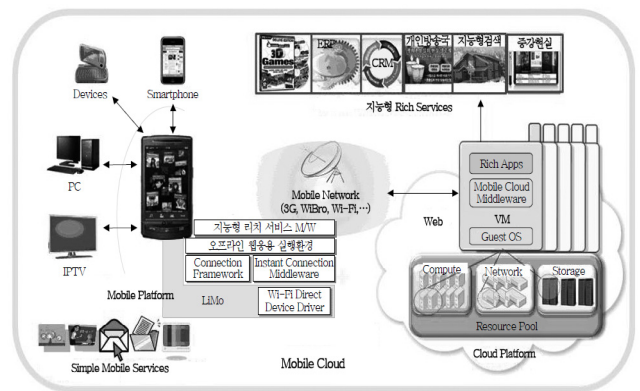 3D
Games
ERP
CRM
개인방송국
지능형검색
증강현실
지능형 Rich Services
Devices
Smartphone
PC
IPTV
Mobile Platform
Simple Mobile Services
Mobile Network
(3G, WiBro, Wi-Fi,…)
지능형 리치 서비스 M/W
오프라인 웹응용 실행환경
Connection
Framework
Instant Connection
Middleware
LiMo
Wi-Fi Direct
Device Driver
Mobile Cloud
Web
Rich Apps
Mobile Cloud
Middleware
VM
Guest OS
Compute
Network
Storage
Resource Pool
Cloud Platform